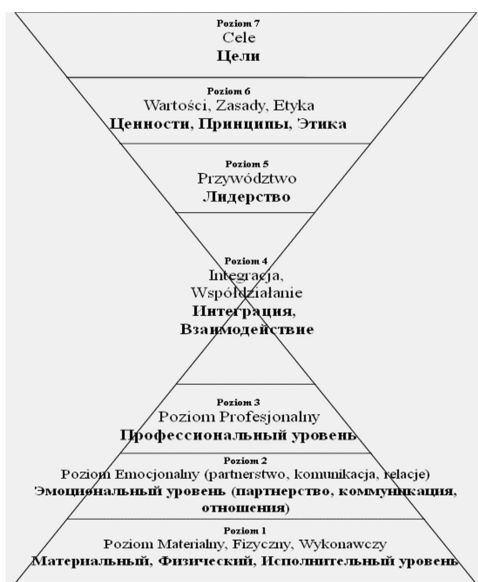 Poziom 7
Cele
Цели
Poziom 6
Wartości, Zasady, Etyka
Ценности, Принципы, Этика
Poziom 5
Przywództwo
Лидерство
Poziom 4
Integracja,
Współdziałanie
Интеграция,
Взаимодействие
Poziom 3
Poziom Profesjonalny
Профессиональный уровень
Poziom 2
Poziom Emocjonalny (partnerstwo, komunikacja, relacje)
Эмоциональный уровень (партнерство, коммуникация,
отношения)
Poziom 1
Poziom Materialny, Fizyczny, Wykonawczy
Материальный, Физический, Исполнительный уровень